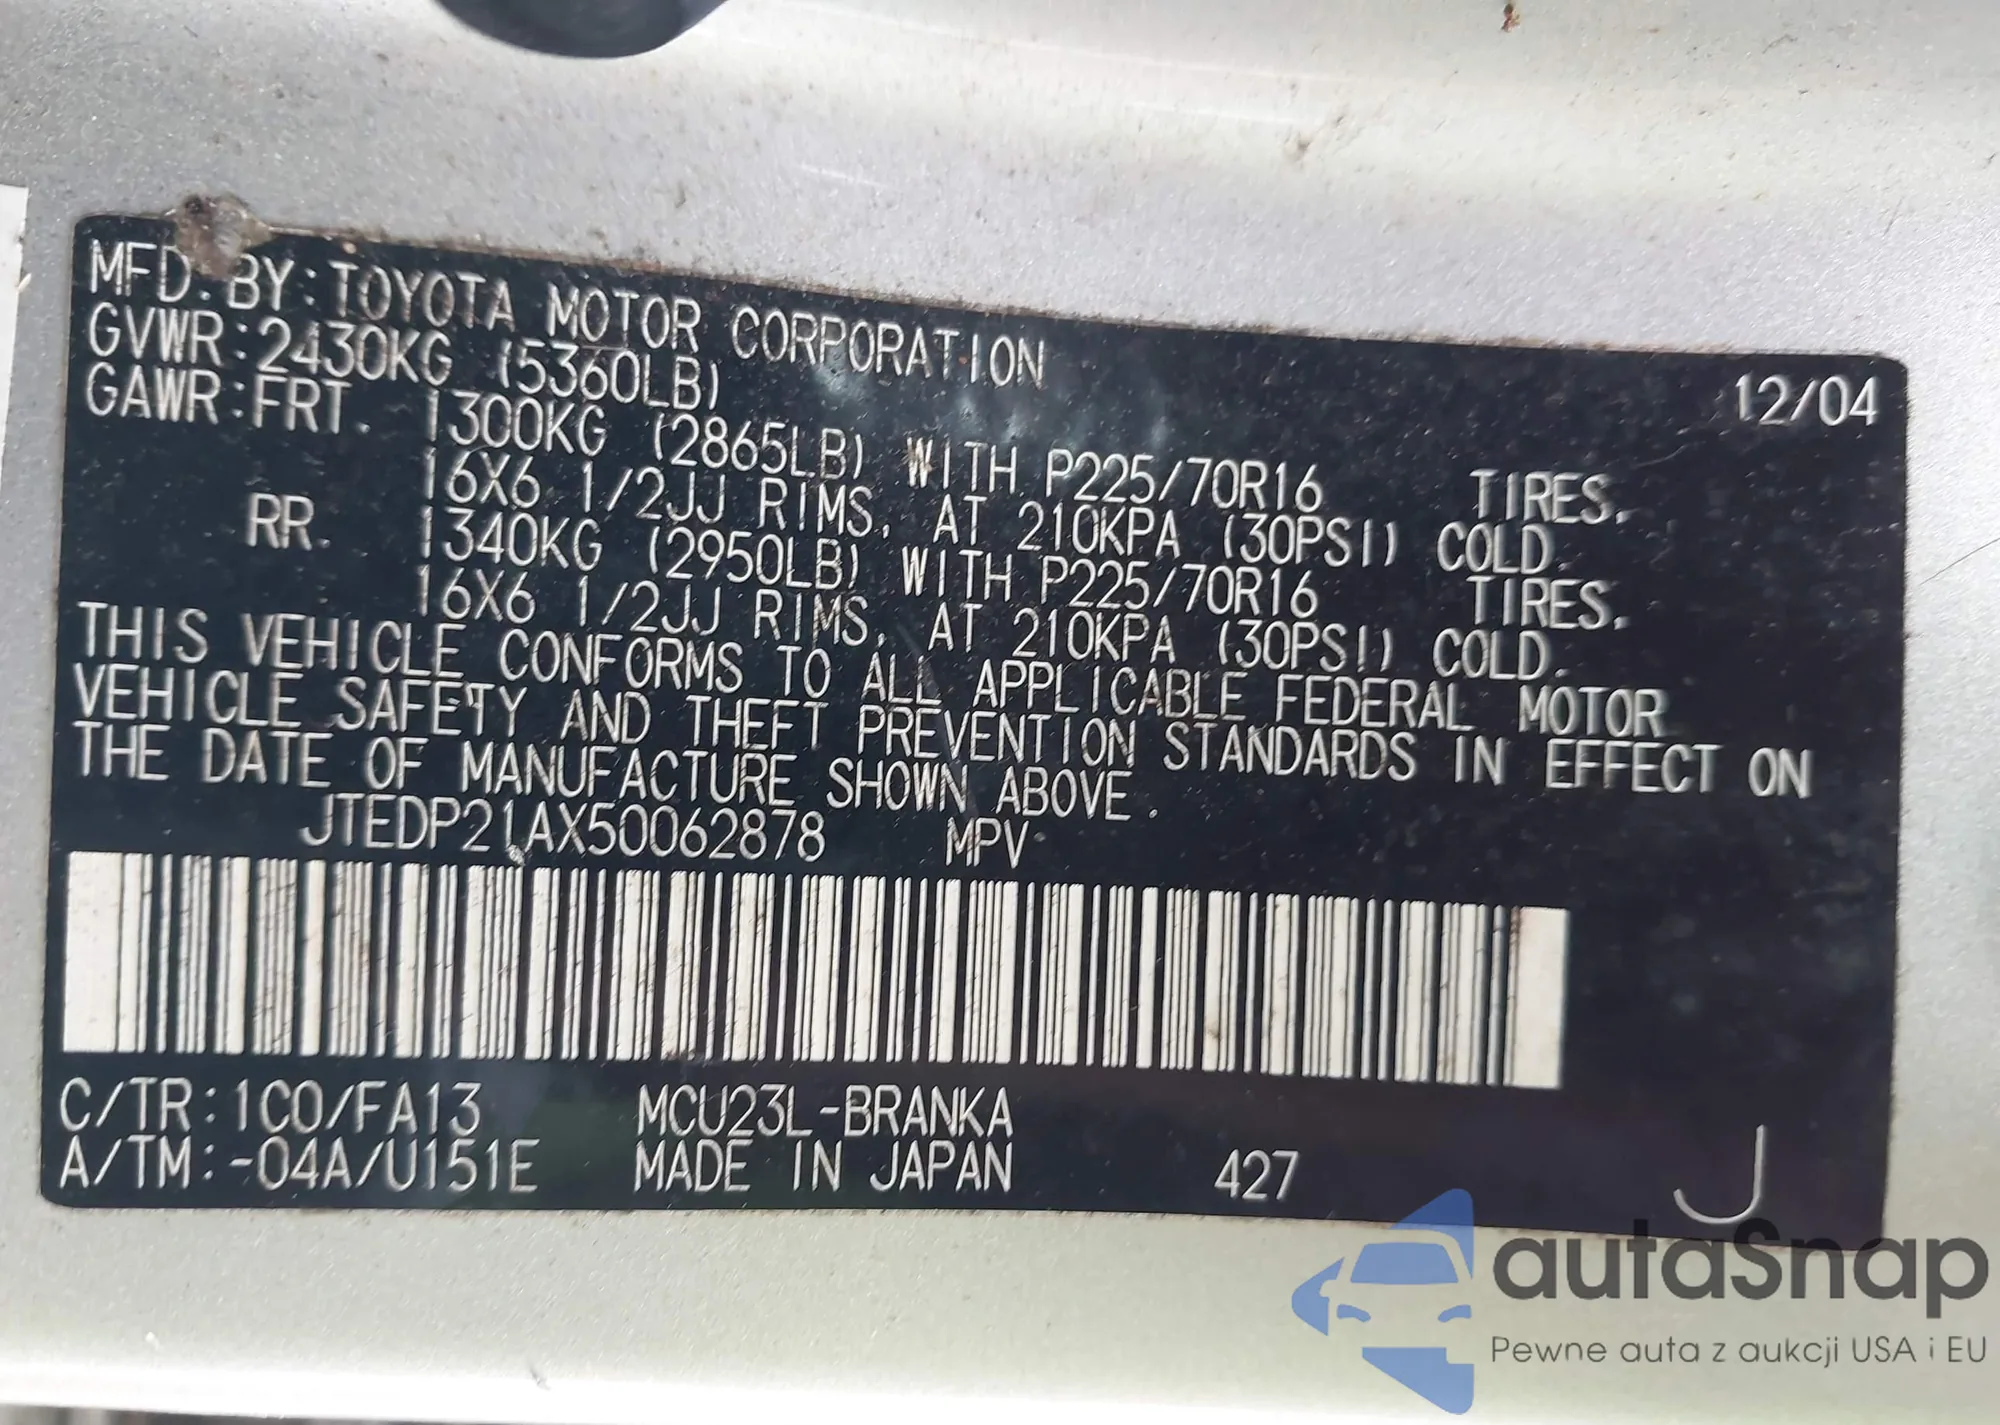 MFD. BY: TOYOTA MOTOR CORPORATION 12/04
GVWR: 2430KG (5360LB)
GAWR: FRT. 1300KG (2865LB) WITH P225/70R16 TIRES,
16X6 1/2JJ RIMS, AT 210KPA (30PSI) COLD.
RR. 1340KG (2950LB) WITH P225/70R16 TIRES,
16X6 1/2JJ RIMS, AT 210KPA (30PSI) COLD.
THIS VEHICLE CONFORMS TO ALL APPLICABLE FEDERAL MOTOR
VEHICLE SAFETY AND THEFT PREVENTION STANDARDS IN EFFECT ON
THE DATE OF MANUFACTURE SHOWN ABOVE.
JTEDP21AX50062878 MPV
C/TR: 1C0/FA13 MCU23L-BRANKA
A/TM: -04A/U151E MADE IN JAPAN 427 J
autaSnap
Pewne auta z aukcji USA i EU